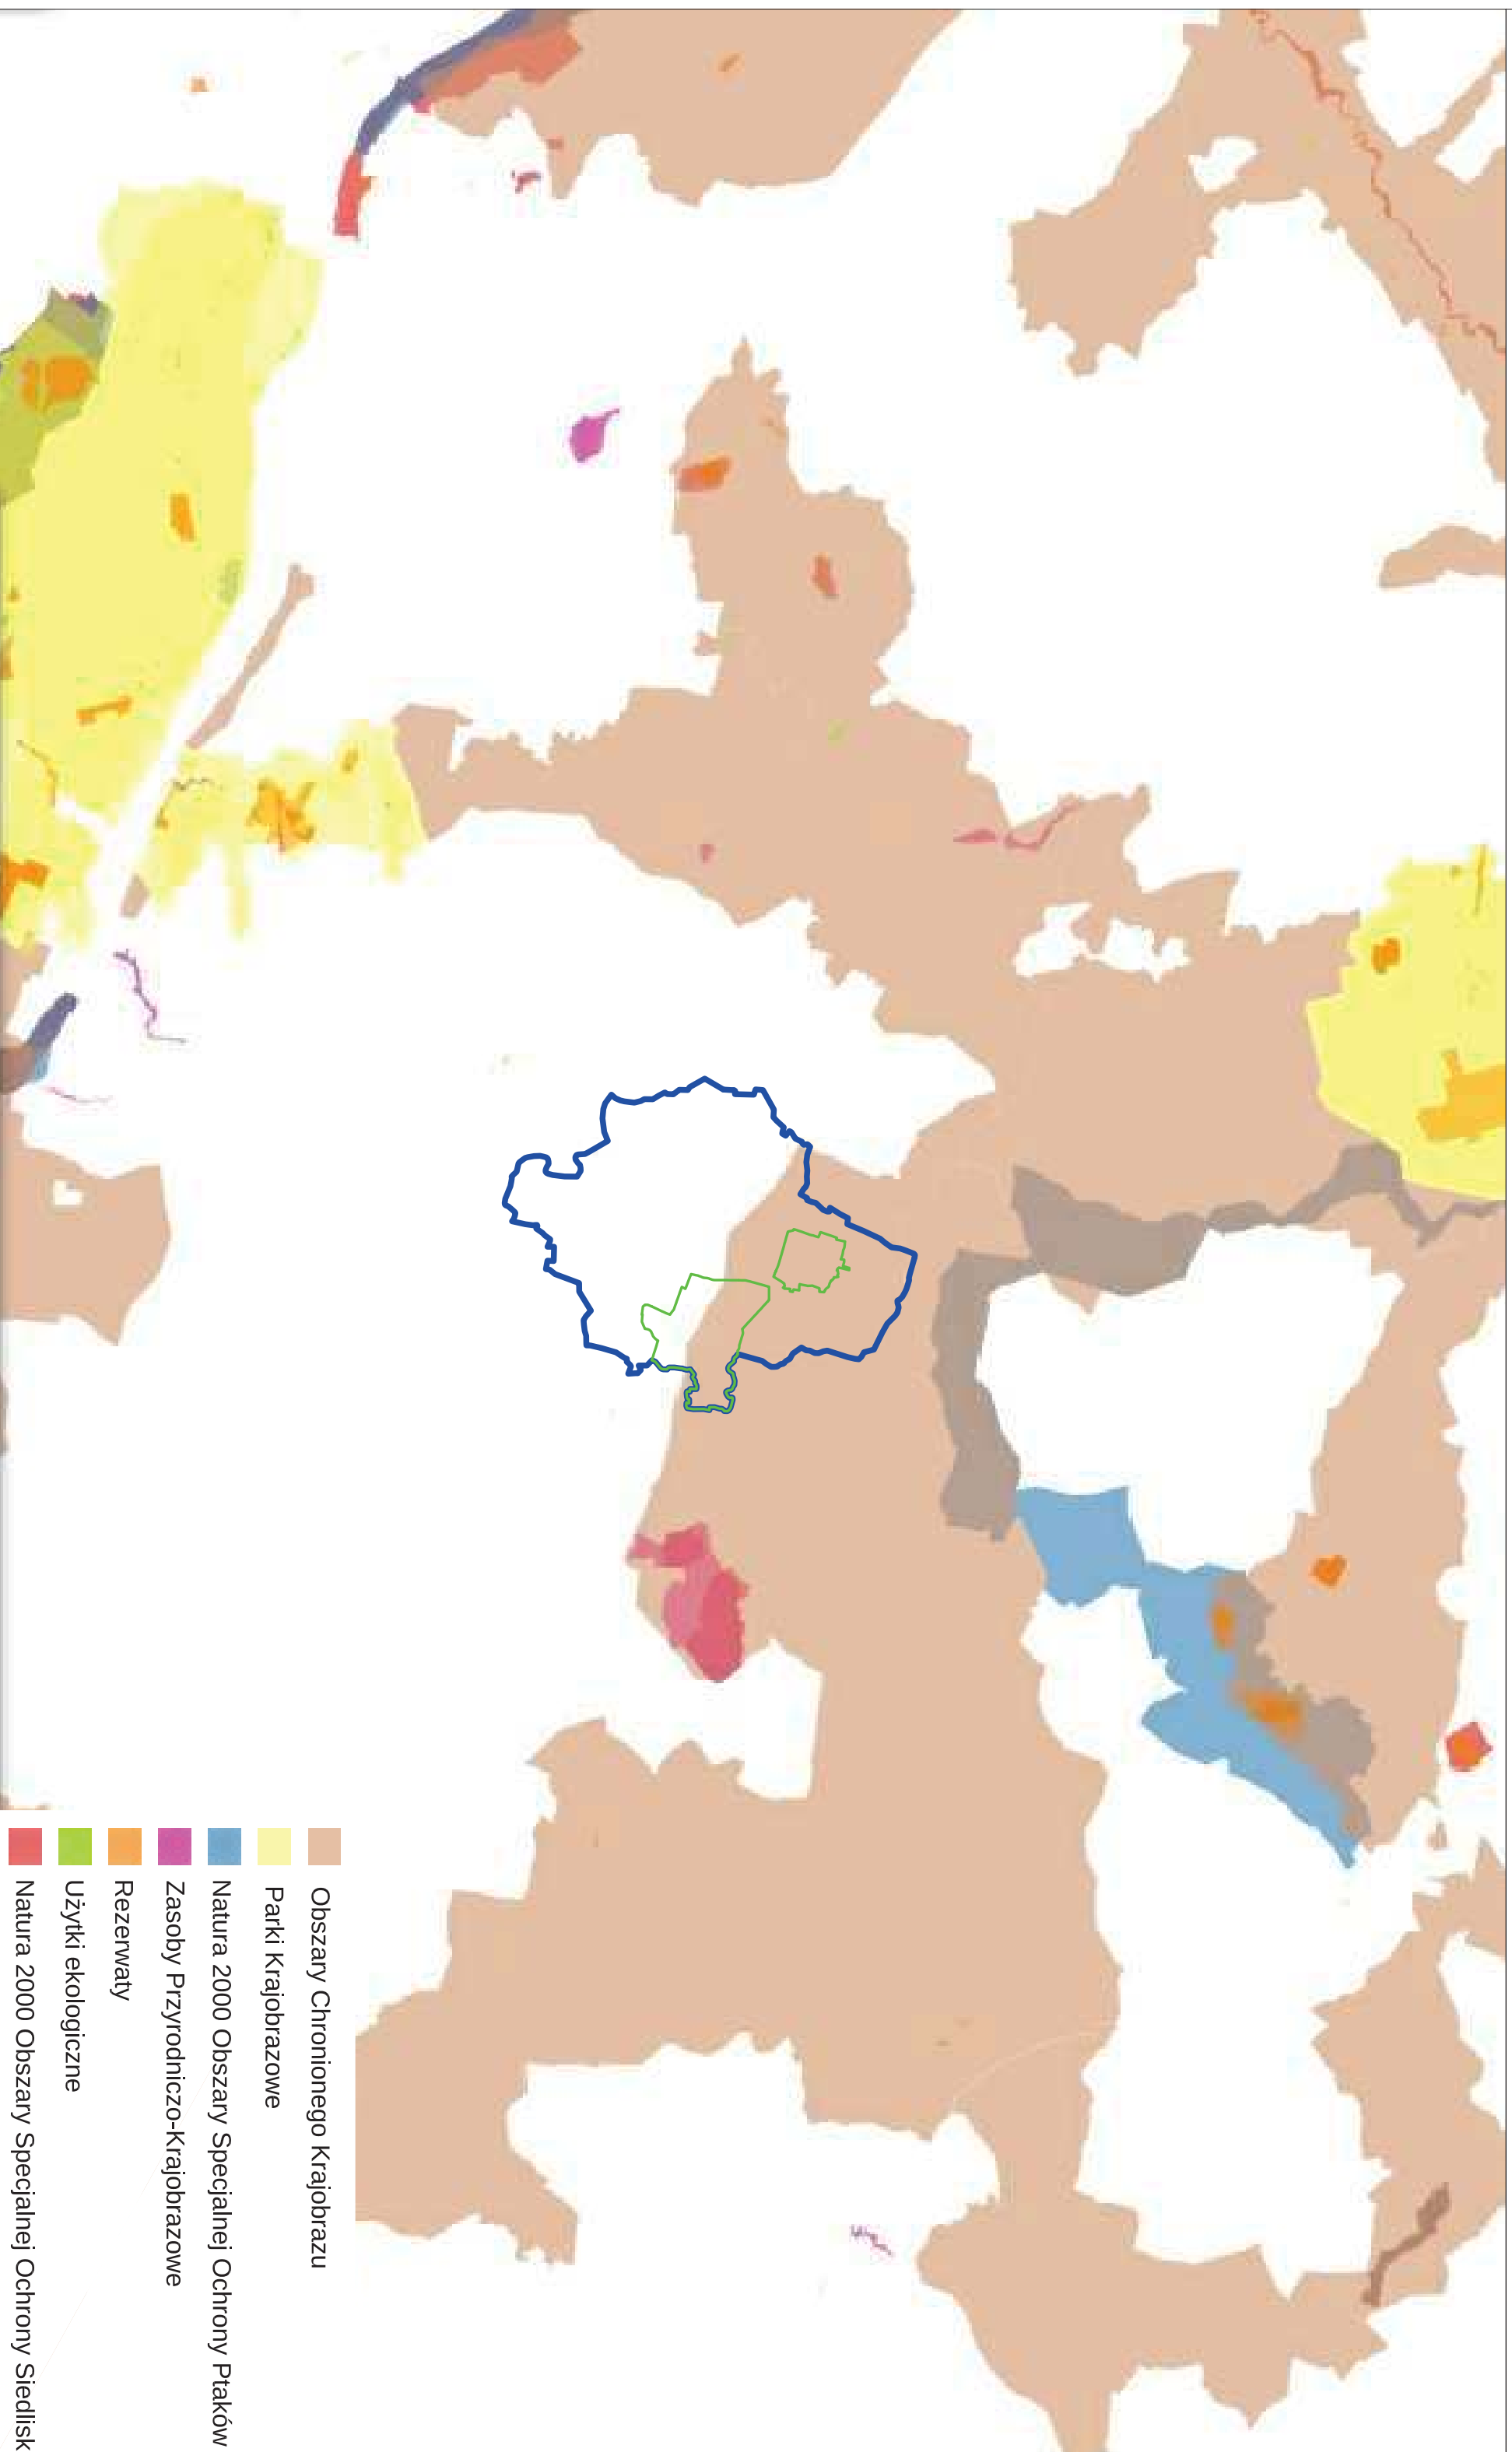 Obszary Chronionego Krajobrazu
Parki Krajobrazowe
Natura 2000 Obszary Specjalnej Ochrony Ptaków
Zasoby Przyrodniczo-Krajobrazowe
Rezerwaty
Użytki ekologiczne
Natura 2000 Obszary Specjalnej Ochrony Siedlisk